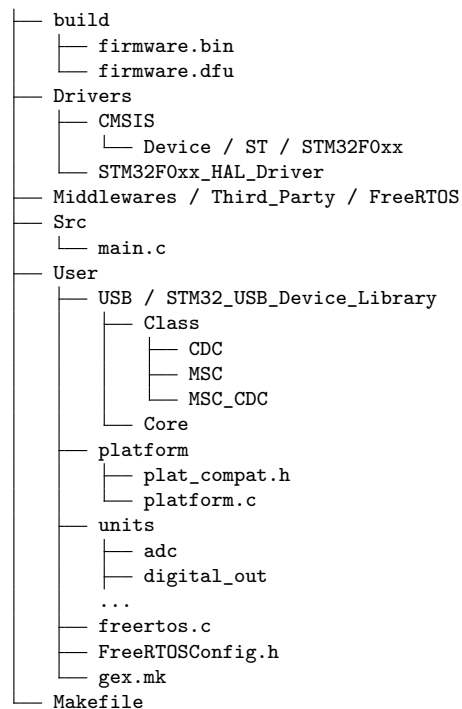 build
firmware.bin
firmware.dfu
Drivers
CMSIS
Device / ST / STM32F0xx
STM32F0xx_HAL_Driver
Middlewares / Third_Party / FreeRTOS
Src
main.c
User
USB / STM32_USB_Device_Library
Class
CDC
MSC
MSC_CDC
Core
platform
plat_compat.h
platform.c
units
adc
digital_out
...
freertos.c
FreeRTOSConfig.h
gex.mk
Makefile